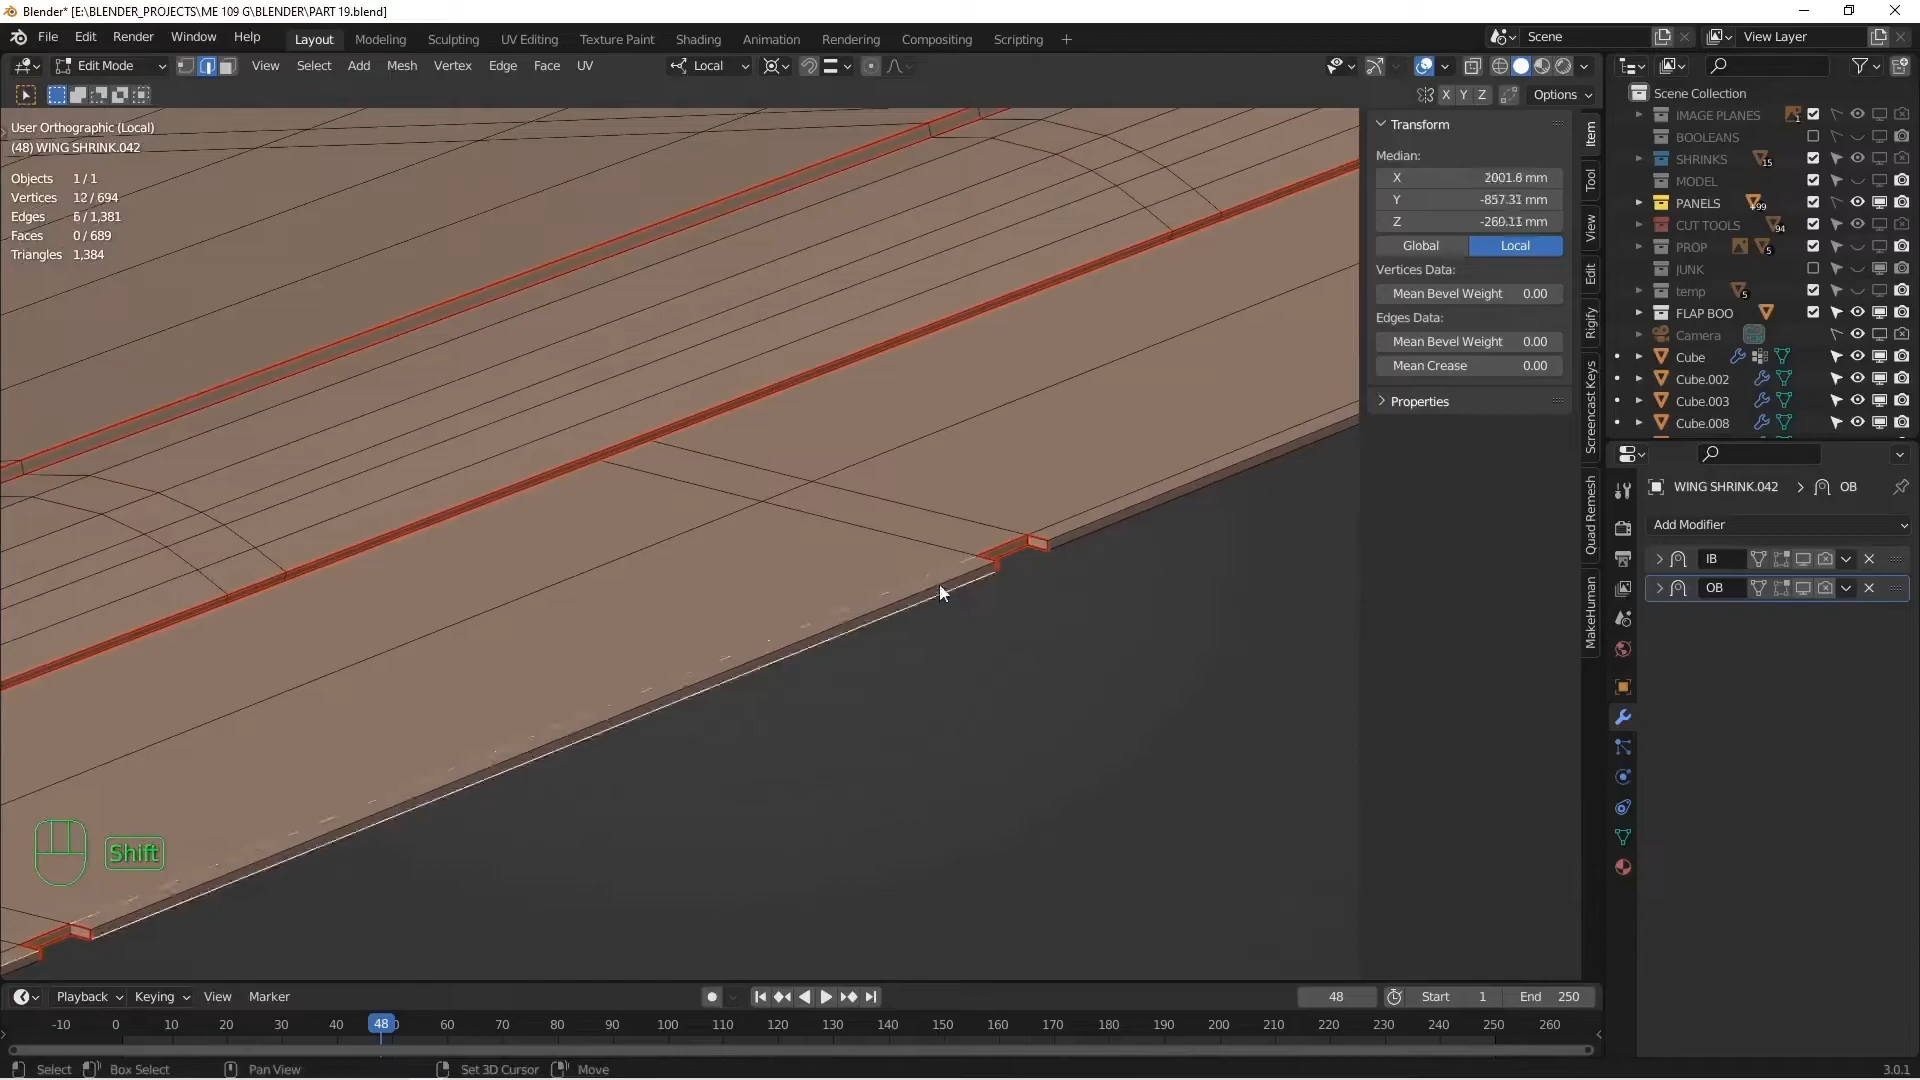 Blender* [E:\BLENDER_PROJECTS\ME 109 G\BLENDER\PART 19.blend]
File Edit Render Window Help Layout Modeling Sculpting UV Editing Texture Paint Shading Animation Rendering Compositing Scripting + Scene View Layer
Edit Mode View Select Add Mesh Vertex Edge Face UV Local
X Y Z Options
User Orthographic (Local)
(48) WING SHRINK.042
Objects 1/1
Vertices 12/694
Edges 6/1,381
Faces 0/689
Triangles 1,384
Shift
Transform
Median:
X 2001.6 mm
Y -857.31 mm
Z -269.11 mm
Global Local
Vertices Data:
Mean Bevel Weight 0.00
Edges Data:
Mean Bevel Weight 0.00
Mean Crease 0.00
Properties
Item
Tool
View
Edit
Rigify
Screencast Keys
Quad Remesh
MakeHuman
Scene Collection
IMAGE PLANES 1
BOOLEANS
SHRINKS 15
MODEL
PANELS +99
CUT TOOLS 94
PROP 5
JUNK
temp 5
FLAP BOO
Camera
Cube
Cube.002
Cube.003
Cube.008
WING SHRINK.042 > OB
Add Modifier
IB
OB
Playback Keying View Marker 48 Start 1 End 250
-10 0 10 20 30 40 48 60 70 80 90 100 110 120 130 140 150 160 170 180 190 200 210 220 230 240 250 260
Select Box Select Pan View Set 3D Cursor Move 3.0.1